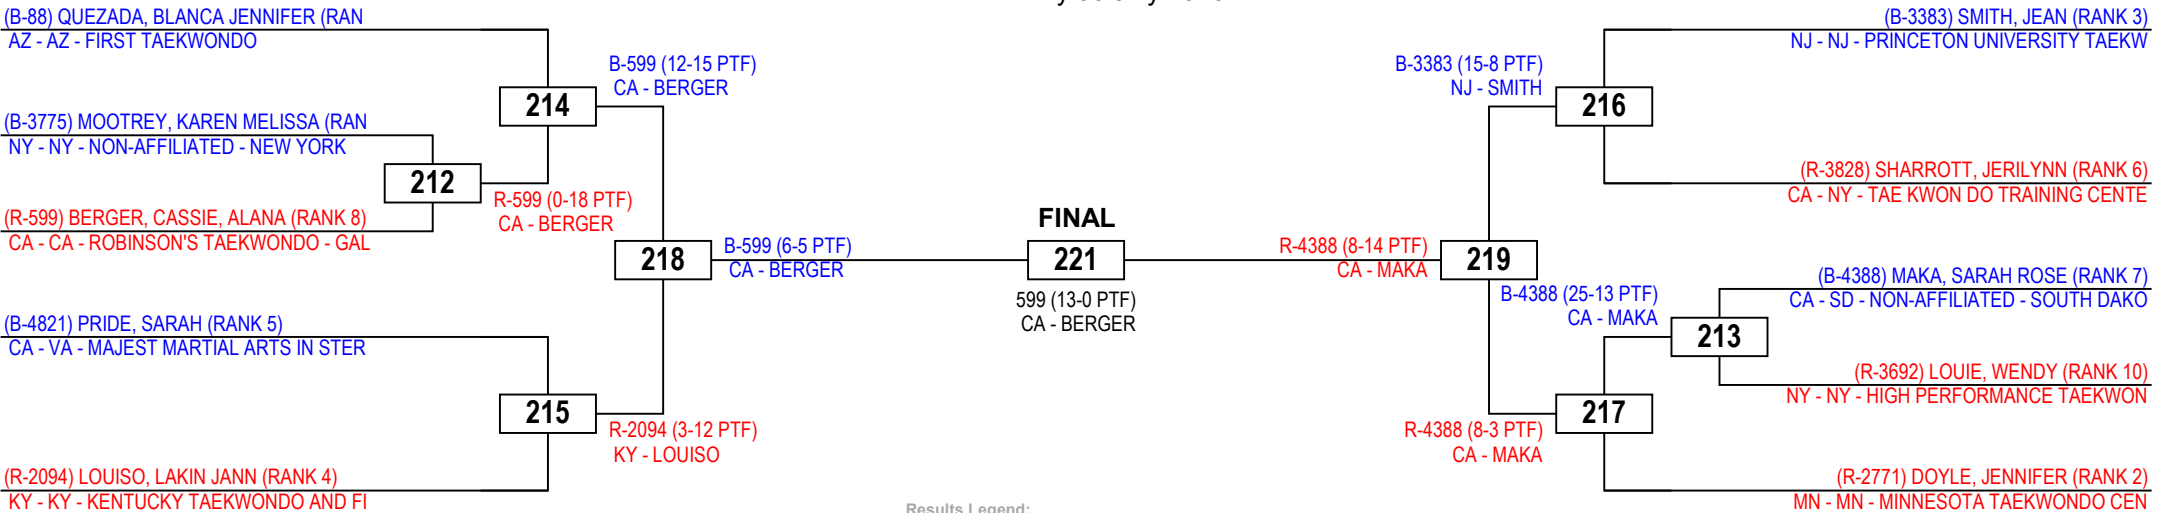 (B-88) QUEZADA, BLANCA JENNIFER (RAN
AZ - AZ - FIRST TAEKWONDO
(B-3775) MOOTREY, KAREN MELISSA (RAN
NY - NY - NON-AFFILIATED - NEW YORK
(R-599) BERGER, CASSIE, ALANA (RANK 8)
CA - CA - ROBINSON'S TAEKWONDO - GAL
(B-4821) PRIDE, SARAH (RANK 5)
CA - VA - MAJEST MARTIAL ARTS IN STER
(R-2094) LOUISO, LAKIN JANN (RANK 4)
KY - KY - KENTUCKY TAEKWONDO AND FI
212
R-599 (0-18 PTF)
CA - BERGER
214
B-599 (12-15 PTF)
CA - BERGER
215
R-2094 (3-12 PTF)
KY - LOUISO
218
B-599 (6-5 PTF)
CA - BERGER
FINAL
221
599 (13-0 PTF)
CA - BERGER
R-4388 (8-14 PTF)
CA - MAKA
219
B-3383 (15-8 PTF)
NJ - SMITH
216
B-4388 (25-13 PTF)
CA - MAKA
213
R-4388 (8-3 PTF)
CA - MAKA
217
(B-3383) SMITH, JEAN (RANK 3)
NJ - NJ - PRINCETON UNIVERSITY TAEKW
(R-3828) SHARROTT, JERILYNN (RANK 6)
CA - NY - TAE KWON DO TRAINING CENTE
(B-4388) MAKA, SARAH ROSE (RANK 7)
CA - SD - NON-AFFILIATED - SOUTH DAKO
(R-3692) LOUIE, WENDY (RANK 10)
NY - NY - HIGH PERFORMANCE TAEKWON
(R-2771) DOYLE, JENNIFER (RANK 2)
MN - MN - MINNESOTA TAEKWONDO CEN
Results Legend: